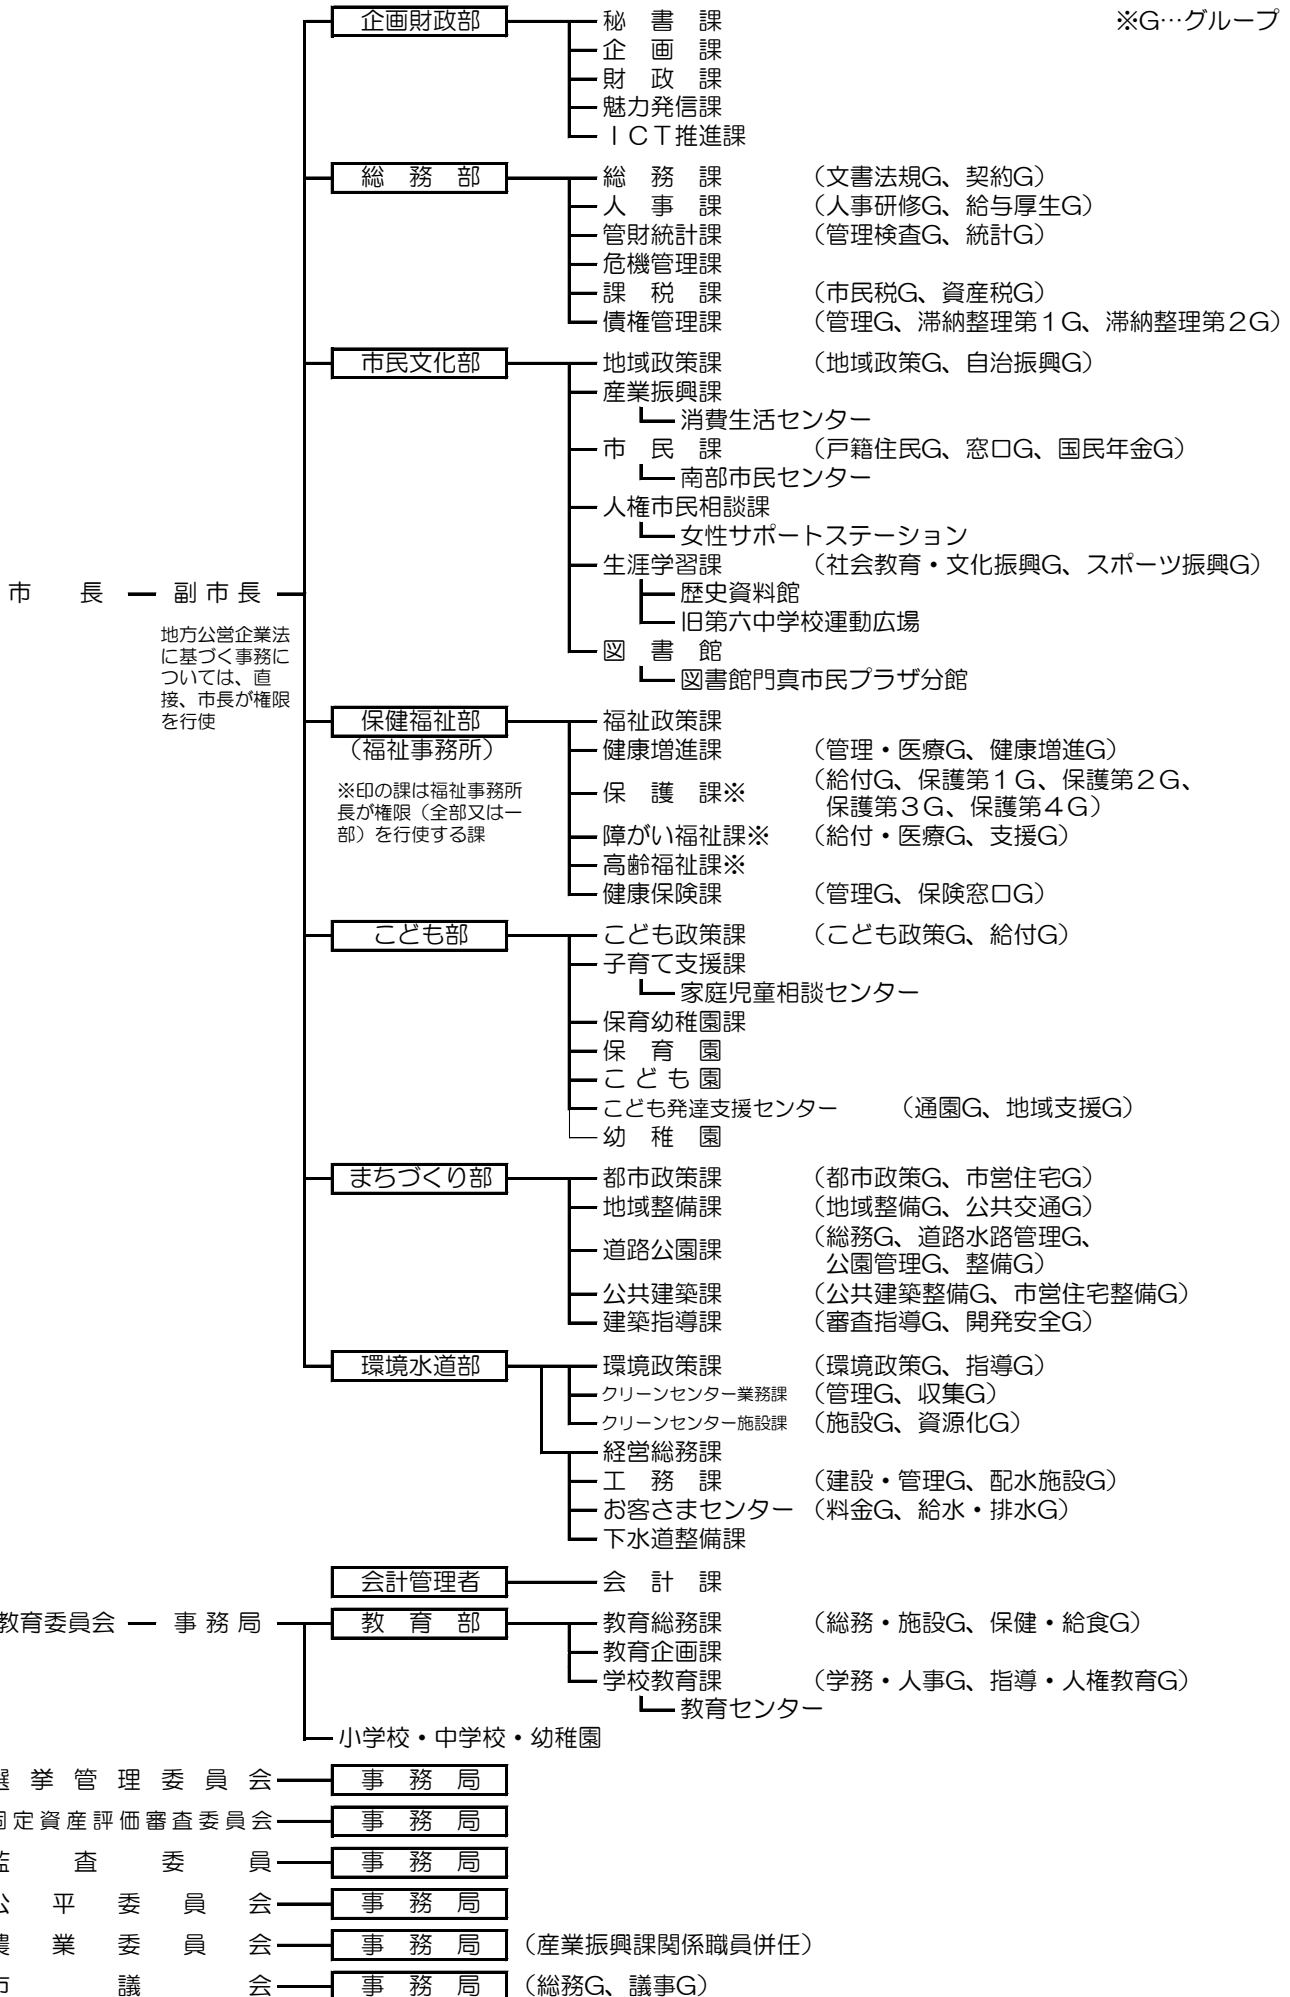 企画財政部 秘書課 ※G…グループ
企画課
財政課
魅力発信課
ICT推進課
総務部 総務課 (文書法規G、契約G)
人事課 (人事研修G、給与厚生G)
管財統計課 (管理検査G、統計G)
危機管理課
課税課 (市民税G、資産税G)
債権管理課 (管理G、滞納整理第1G、滞納整理第2G)
市民文化部 地域政策課 (地域政策G、自治振興G)
産業振興課
消費生活センター
市民課 (戸籍住民G、窓口G、国民年金G)
南部市民センター
人権市民相談課
女性サポートステーション
生涯学習課 (社会教育・文化振興G、スポーツ振興G)
市長 副市長 歴史資料館
旧第六中学校運動広場
地方公営企業法
に基づく事務に
ついては、直
接、市長が権限
を行使
図書館
図書館門真市民プラザ分館
保健福祉部 福祉政策課
(福祉事務所) 健康増進課 (管理・医療G、健康増進G)
※印の課は福祉事務所
長が権限(全部又は一
部)を行使する課
保護課※ (給付G、保護第1G、保護第2G、
保護第3G、保護第4G)
障がい福祉課※ (給付・医療G、支援G)
高齢福祉課※
健康保険課 (管理G、保険窓口G)
こども部 こども政策課 (こども政策G、給付G)
子育て支援課
家庭児童相談センター
保育幼稚園課
保育園
こども園
こども発達支援センター (通園G、地域支援G)
幼稚園
まちづくり部 都市政策課 (都市政策G、市営住宅G)
地域整備課 (地域整備G、公共交通G)
道路公園課 (総務G、道路水路管理G、
公園管理G、整備G)
公共建築課 (公共建築整備G、市営住宅整備G)
建築指導課 (審査指導G、開発安全G)
環境水道部 環境政策課 (環境政策G、指導G)
クリーンセンター業務課 (管理G、収集G)
クリーンセンター施設課 (施設G、資源化G)
経営総務課
工務課 (建設・管理G、配水施設G)
お客さまセンター (料金G、給水・排水G)
下水道整備課
会計管理者 会計課
教育委員会 事務局 教育部 教育総務課 (総務・施設G、保健・給食G)
教育企画課
学校教育課 (学務・人事G、指導・人権教育G)
教育センター
小学校・中学校・幼稚園
選挙管理委員会 事務局
固定資産評価審査委員会 事務局
監査委員 事務局
公平委員会 事務局
農業委員会 事務局 (産業振興課関係職員併任)
市議会 事務局 (総務G、議事G)